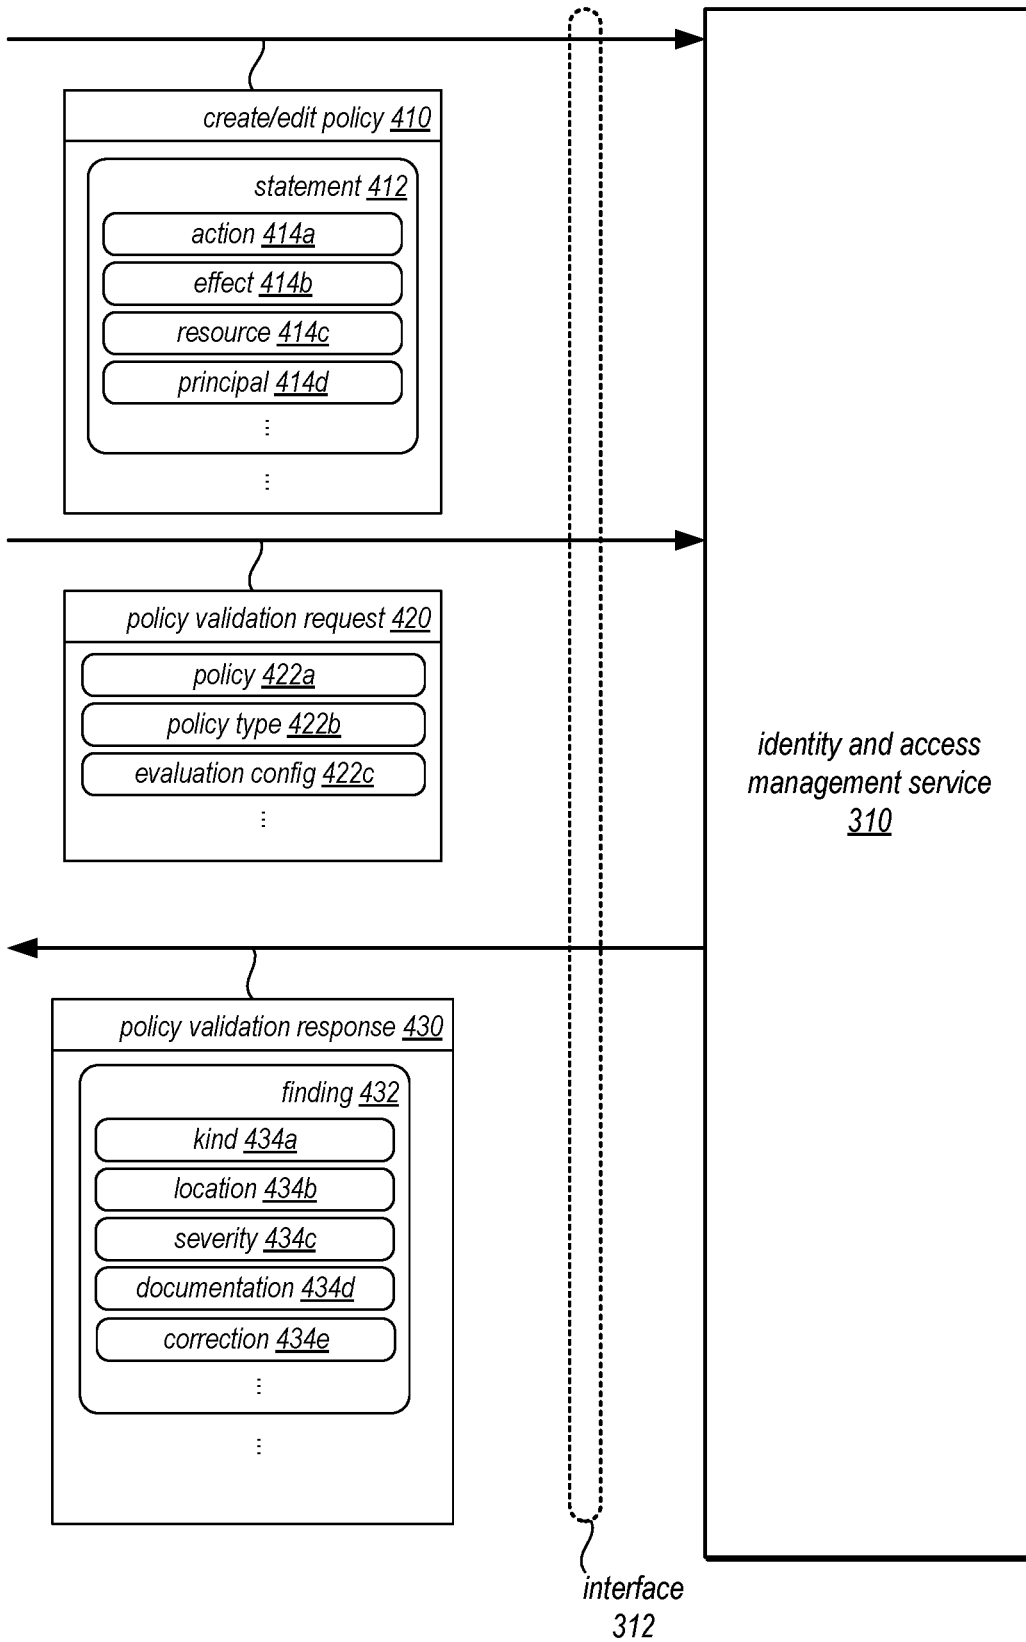 create/edit policy 410
statement 412
action 414a
effect 414b
resource 414c
principal 414d
...
...
policy validation request 420
policy 422a
policy type 422b
evaluation config 422c
...
identity and access
management service
310
policy validation response 430
finding 432
kind 434a
location 434b
severity 434c
documentation 434d
correction 434e
...
...
interface
312